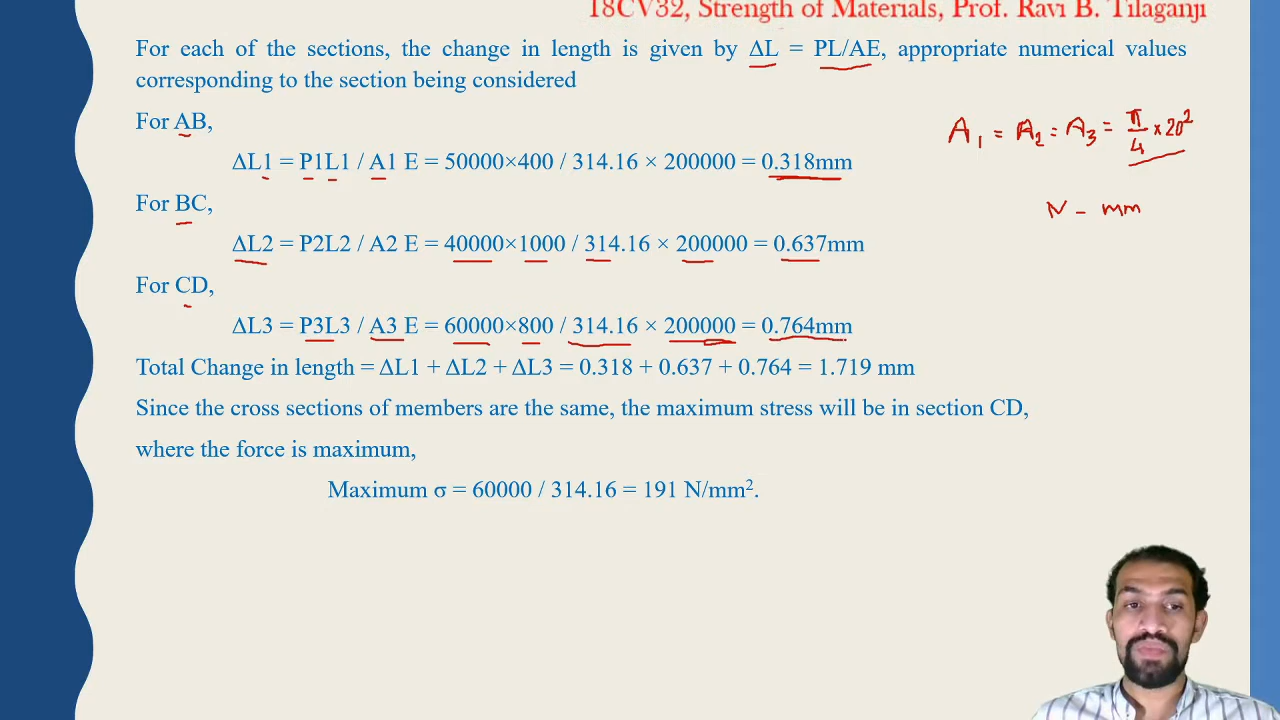 18CV32, Strength of Materials, Prof. Ravi B. Tilaganji
For each of the sections, the change in length is given by ΔL = PL/AE, appropriate numerical values
corresponding to the section being considered
For AB,
A₁ = A₂ = A₃ = π/4 × 20²
ΔL1 = P1L1 / A1 E = 50000×400 / 314.16 × 200000 = 0.318mm
For BC,
N - mm
ΔL2 = P2L2 / A2 E = 40000×1000 / 314.16 × 200000 = 0.637mm
For CD,
ΔL3 = P3L3 / A3 E = 60000×800 / 314.16 × 200000 = 0.764mm
Total Change in length = ΔL1 + ΔL2 + ΔL3 = 0.318 + 0.637 + 0.764 = 1.719 mm
Since the cross sections of members are the same, the maximum stress will be in section CD,
where the force is maximum,
Maximum σ = 60000 / 314.16 = 191 N/mm².